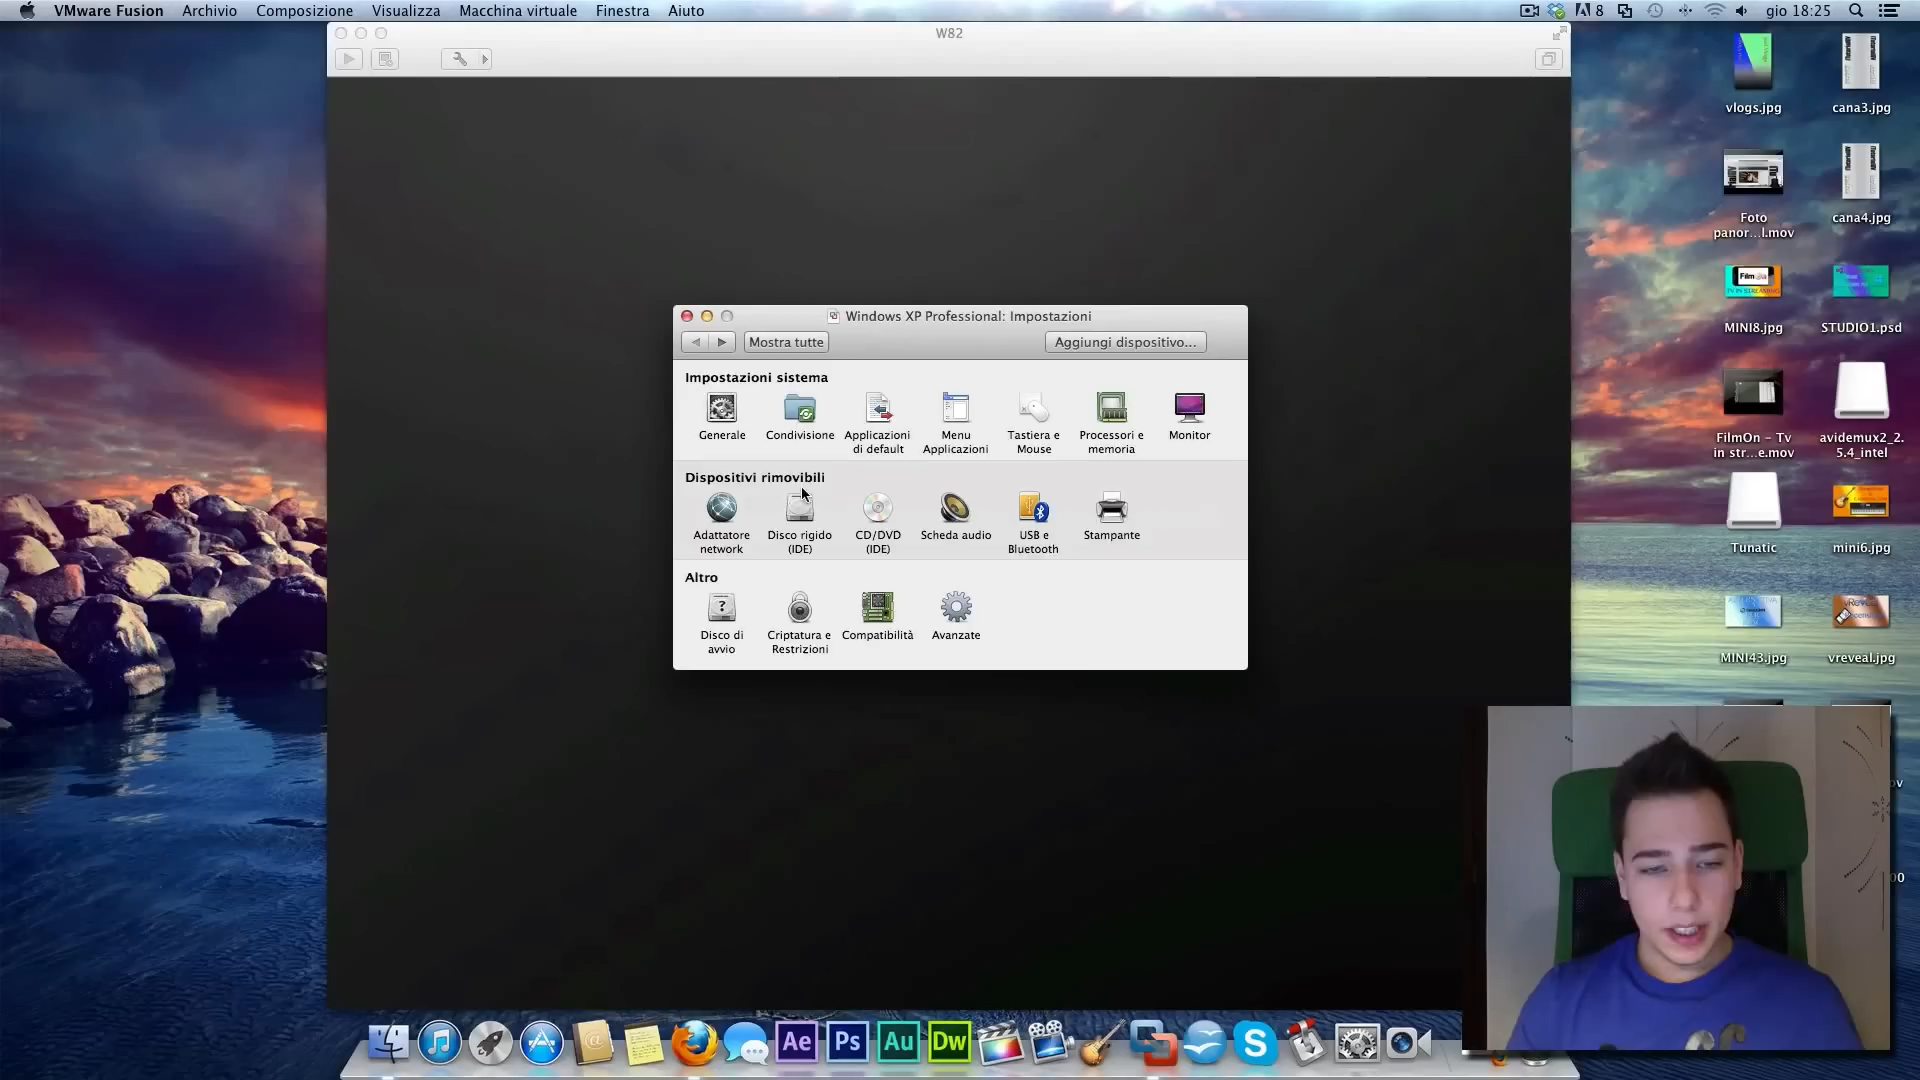 VMware Fusion Archivio Composizione Visualizza Macchina virtuale Finestra Aiuto
8 gio 18:25
W82
Windows XP Professional: Impostazioni
Mostra tutte
Aggiungi dispositivo...
Impostazioni sistema
Generale
Condivisione
Applicazioni
di default
Menu
Applicazioni
Tastiera e
Mouse
Processori e
memoria
Monitor
Dispositivi rimovibili
Adattatore
network
Disco rigido
(IDE)
CD/DVD
(IDE)
Scheda audio
USB e
Bluetooth
Stampante
Altro
Disco di
avvio
Criptatura e
Restrizioni
Compatibilità
Avanzate
vlogs.jpg
cana3.jpg
Foto
panor...l.mov
cana4.jpg
MINI8.jpg
STUDIO1.psd
FilmOn - Tv
in str...e.mov
avidemux2_2.
5.4_intel
Tunatic
mini6.jpg
MINI43.jpg
vreveal.jpg
Ae
Ps
Au
Dw